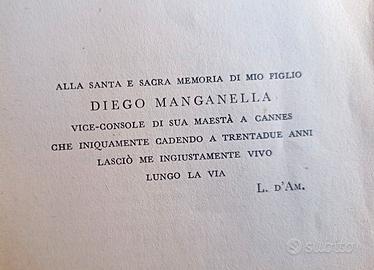 ALLA SANTA E SACRA MEMORIA DI MIO FIGLIO
DIEGO MANGANELLA
VICE-CONSOLE DI SUA MAESTÀ A CANNES
CHE INIQUAMENTE CADENDO A TRENTADUE ANNI
LASCIÒ ME INGIUSTAMENTE VIVO
LUNGO LA VIA
L. D'AM.
subito